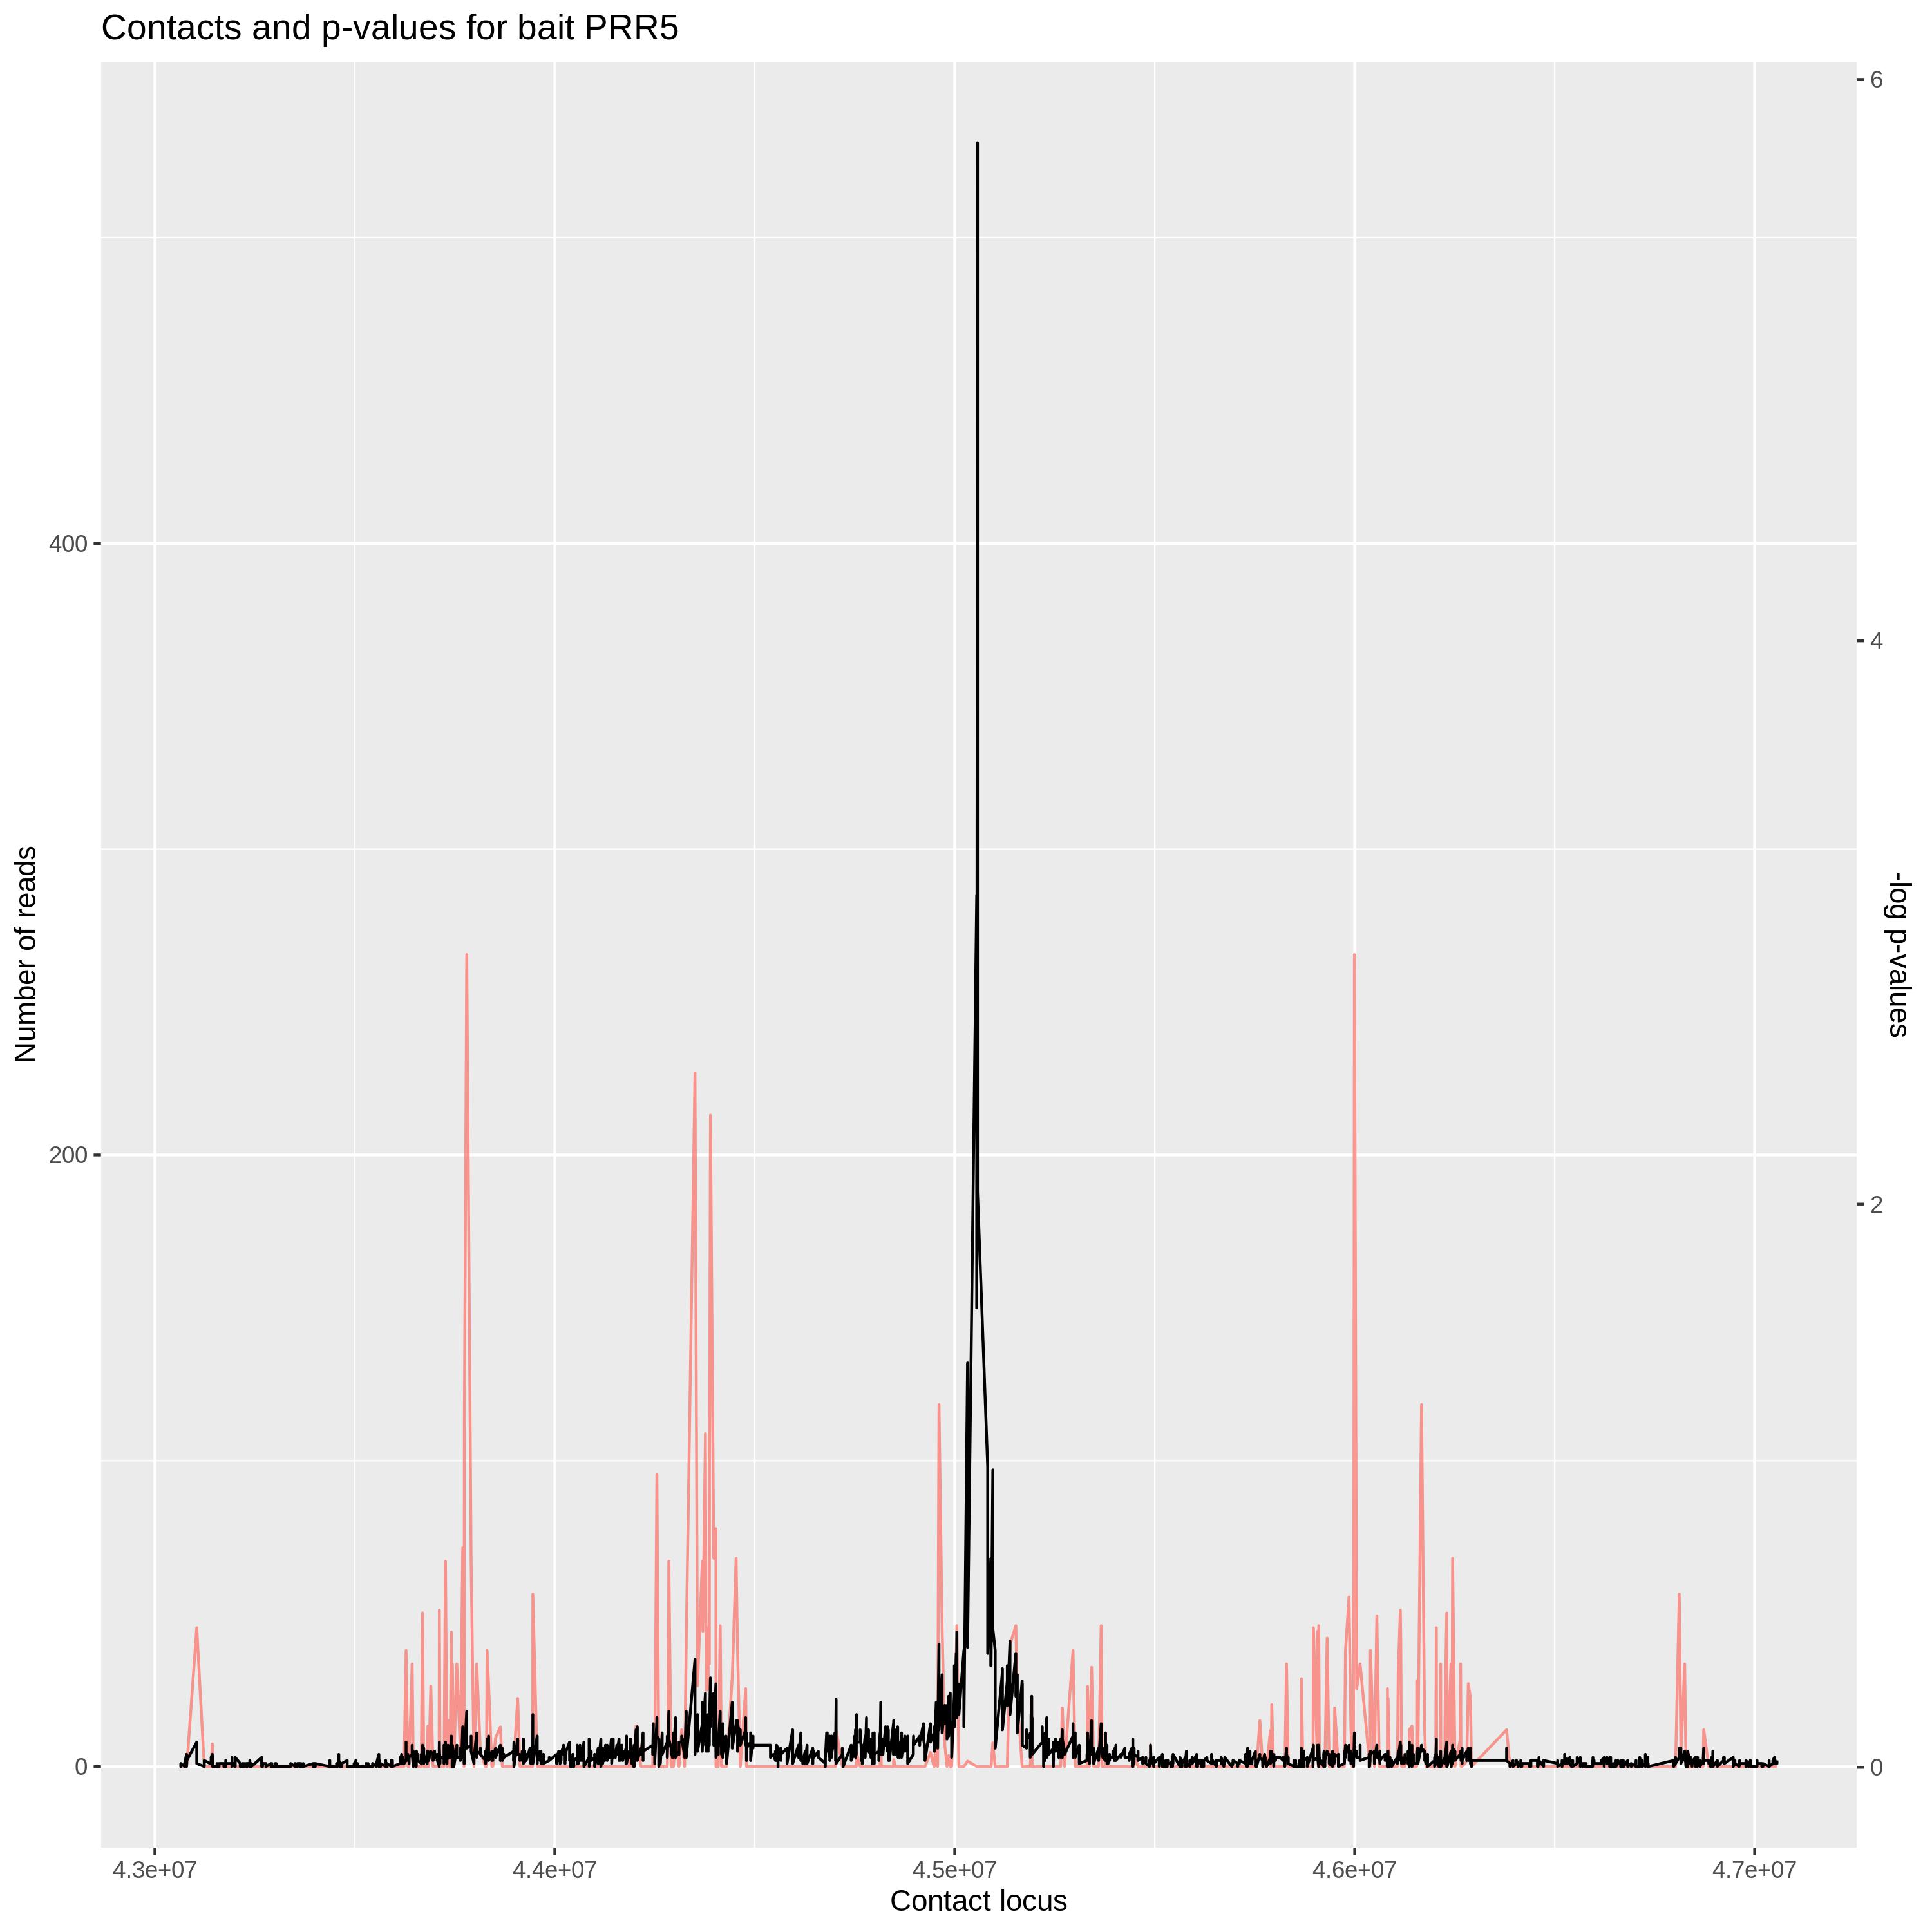 Contacts and p-values for bait PRR5
6
400
4
Number of reads
-log p-values
200
2
0
0
4.3e+07
4.4e+07
4.5e+07
4.6e+07
4.7e+07
Contact locus